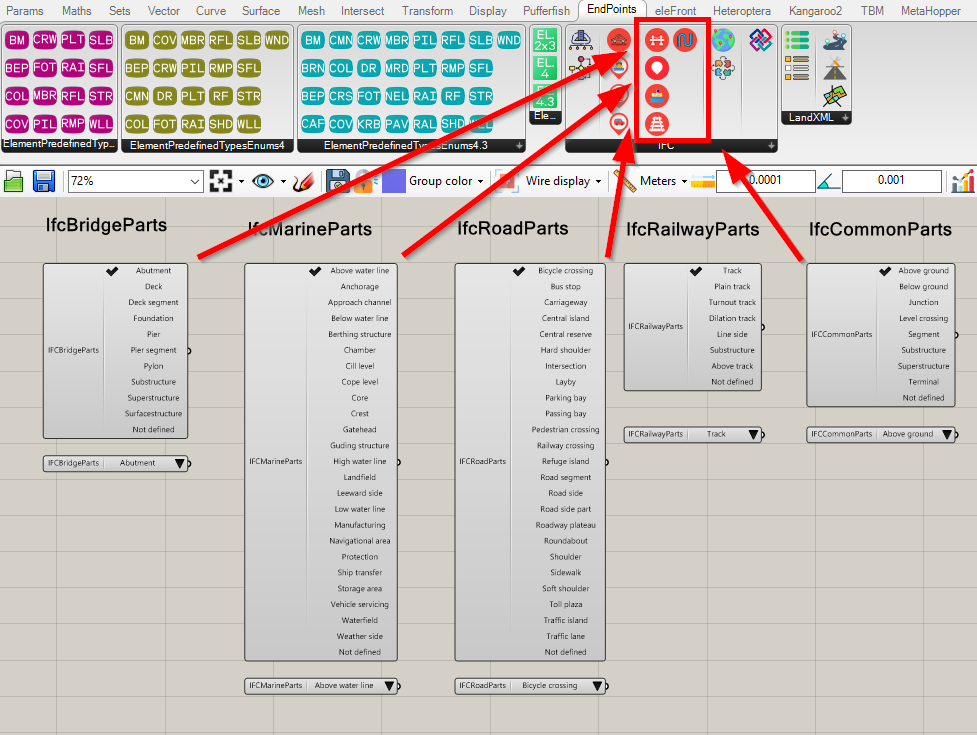 Params Maths Sets Vector Curve Surface Mesh Intersect Transform Display Pufferfish EndPoints eleFront Heteroptera Kangaroo2 TBM MetaHopper
BM CRW PLT SLB BM COV MBR RFL SLB WND BM CMN CRW MBR PIL RFL SLB WND EL. 2x3
BEP FOT RAI SFL BEP CRW PIL RMP SFL BRN COL DR MRD PLT RMP SFL EL. 4
COL MBR RFL STR CMN DR PLT RF STR BEP CRS FOT NEL RAI RF STR 4.3
COV PIL RMP WLL COL FOT RAI SHD WLL CAF COV KRB PAV RAL SHD Ele...
ElementPredefinedTyp... ElementPredefinedTypesEnums4 ElementPredefinedTypesEnums4.3 IFC LandXML
72% Group color Wire display Meters 0.0001 0.001
IfcBridgeParts
IfcMarineParts
IfcRoadParts
IfcRailwayParts
IfcCommonParts
IFCBridgeParts
Abutment
Deck
Deck segment
Foundation
Pier
Pier segment
Pylon
Substructure
Superstructure
Surfacestructure
Not defined
IFCBridgeParts Abutment
IFCMarineParts
Above water line
Anchorage
Approach channel
Below water line
Berthing structure
Chamber
Cill level
Cope level
Core
Crest
Gatehead
Guding structure
High water line
Landfield
Leeward side
Low water line
Manufacturing
Navigational area
Protection
Ship transfer
Storage area
Vehicle servicing
Waterfield
Weather side
Not defined
IFCMarineParts Above water line
IFCRoadParts
Bicycle crossing
Bus stop
Carriageway
Central island
Central reserve
Hard shoulder
Intersection
Layby
Parking bay
Passing bay
Pedestrian crossing
Railway crossing
Refuge island
Road segment
Road side
Road side part
Roadway plateau
Roundabout
Shoulder
Sidewalk
Soft shoulder
Toll plaza
Traffic island
Traffic lane
Not defined
IFCRoadParts Bicycle crossing
IFCRailwayParts
Track
Plain track
Turnout track
Dilation track
Line side
Substructure
Above track
Not defined
IFCRailwayParts Track
IFCCommonParts
Above ground
Below ground
Junction
Level crossing
Segment
Substructure
Superstructure
Terminal
Not defined
IFCCommonParts Above ground